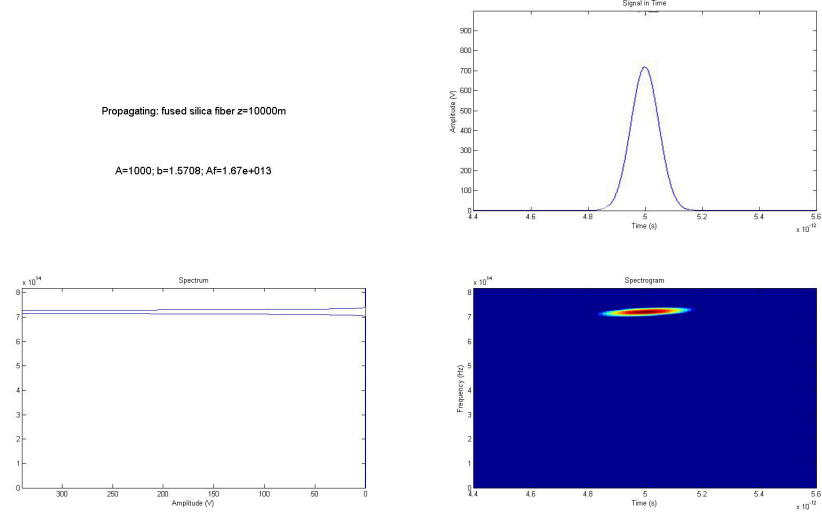 Signal in Time
900
800
700
600
500
400
300
200
100
0
Amplitude (V)
4.4 4.6 4.8 5 5.2 5.4 5.6
Time (s)
x 10^-12
Propagating: fused silica fiber z=10000m
A=1000; b=1.5708; Af=1.67e+013
Spectrum
x 10^14
8
7
6
5
4
3
2
1
0
300 250 200 150 100 50 0
Amplitude (V)
Spectrogram
x 10^14
8
7
6
5
4
3
2
1
0
Frequency (Hz)
4.4 4.6 4.8 5 5.2 5.4 5.6
Time (s)
x 10^-12